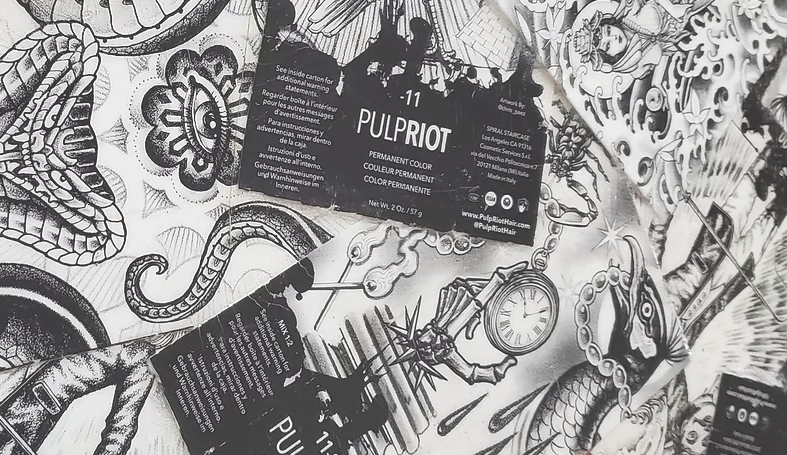 See inside carton for
additional warning
statements.
Regarder boîte à l'intérieur
pour les autres messages
d'avertissement.
Para instrucciones y
advertencias, mirar dentro
de la caja.
Istruzioni d'uso e
avvertenze all'interno.
Gebrauchsanweisungen
und Warnhinweise im
Inneren.
-11
PULPRIOT
PERMANENT COLOR
COULEUR PERMANENT
COLOR PERMANENTE
Net Wt. 2 Oz. / 57 g
Artwork By:
@chris_paez
SPIRAL STAIRCASE
Los Angeles CA 91316
Cosmetic Services S.r.l.
Via del Vecchio Politecnico n.7
20121 Milano (MI) Italia
Made in Italy
www.PulpRiotHair.com
@PulpRiotHair
MIX 1:2
See inside carton for
additional warning
statements.
Regarder boîte à l'intérieur
pour les autres messages
d'avertissement.
Para instrucciones y
advertencias, mirar dentro
de la caja.
Istruzioni d'uso e
avvertenze all'interno.
Gebrauchsanweisungen
und Warnhinweise im
11-
PUL